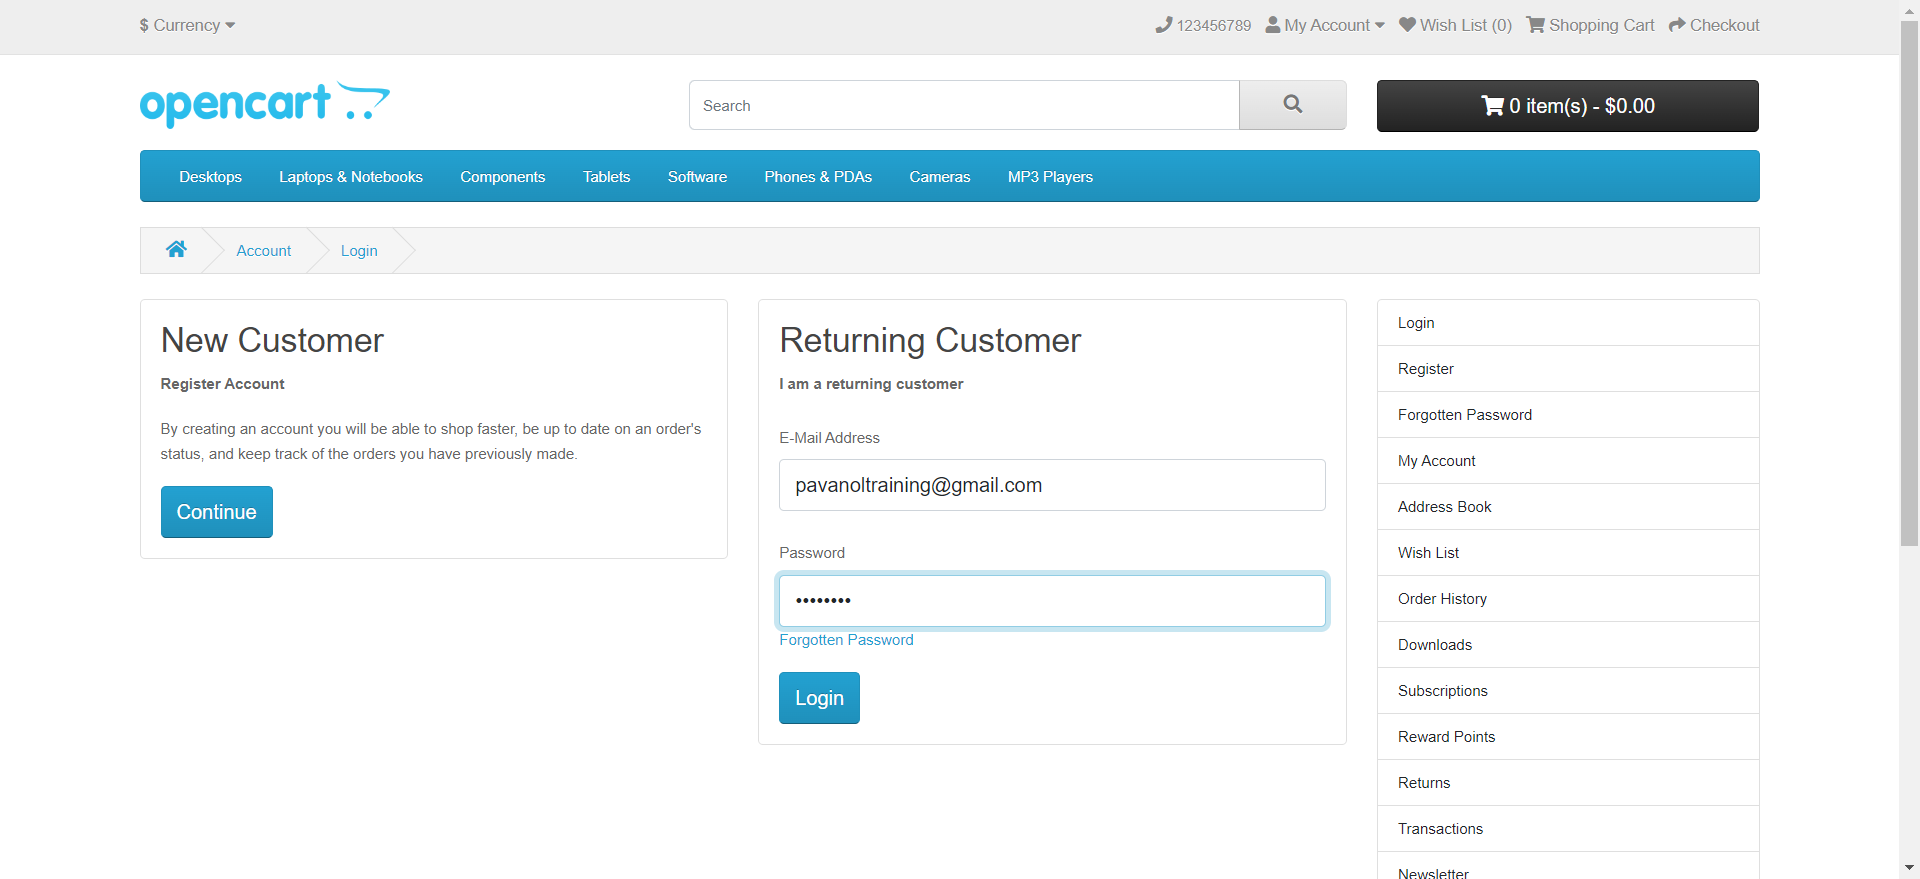 $ Currency
123456789 My Account Wish List (0) Shopping Cart Checkout
opencart
Search
0 item(s) - $0.00
Desktops Laptops & Notebooks Components Tablets Software Phones & PDAs Cameras MP3 Players
Account Login
New Customer
Register Account
By creating an account you will be able to shop faster, be up to date on an order's
status, and keep track of the orders you have previously made.
Continue
Returning Customer
I am a returning customer
E-Mail Address
pavanoltraining@gmail.com
Password
••••••••
Forgotten Password
Login
Login
Register
Forgotten Password
My Account
Address Book
Wish List
Order History
Downloads
Subscriptions
Reward Points
Returns
Transactions
Newsletter